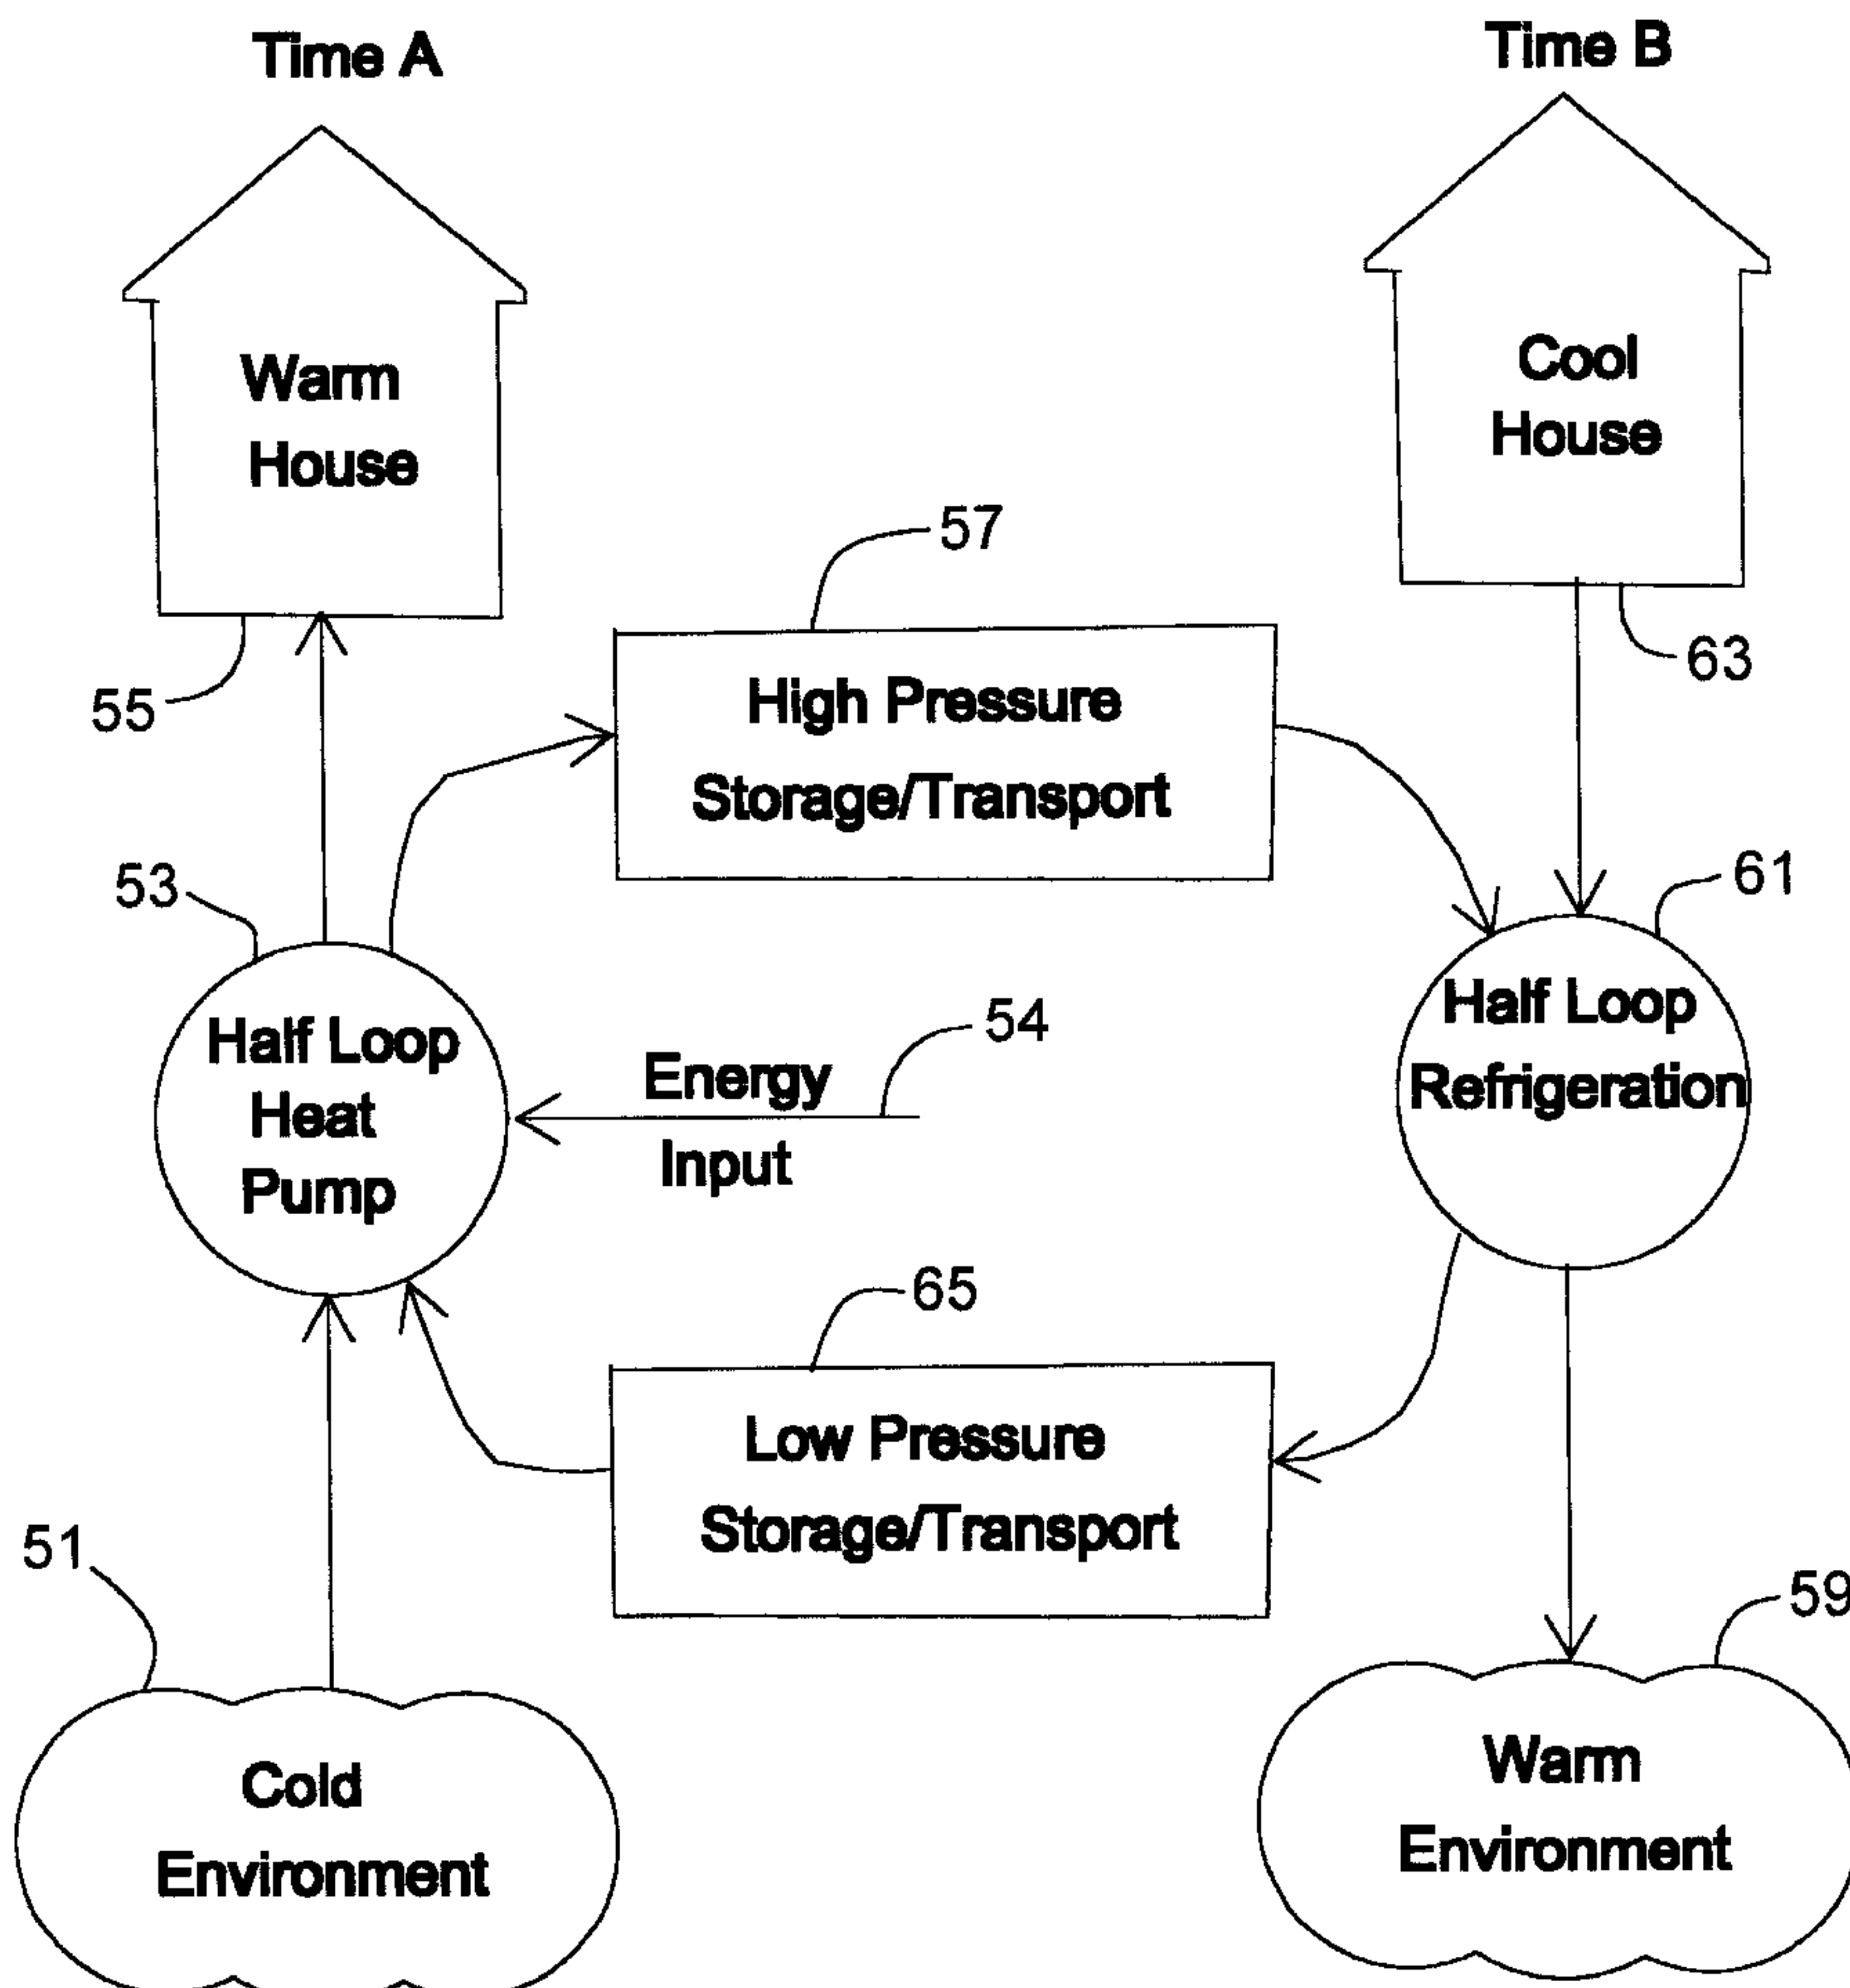 Time A
Time B
Warm
House
Cool
House
57
63
55
High Pressure
Storage/Transport
53
61
Half Loop
Heat
Pump
54
Energy
Input
Half Loop
Refrigeration
65
Low Pressure
Storage/Transport
51
59
Cold
Environment
Warm
Environment